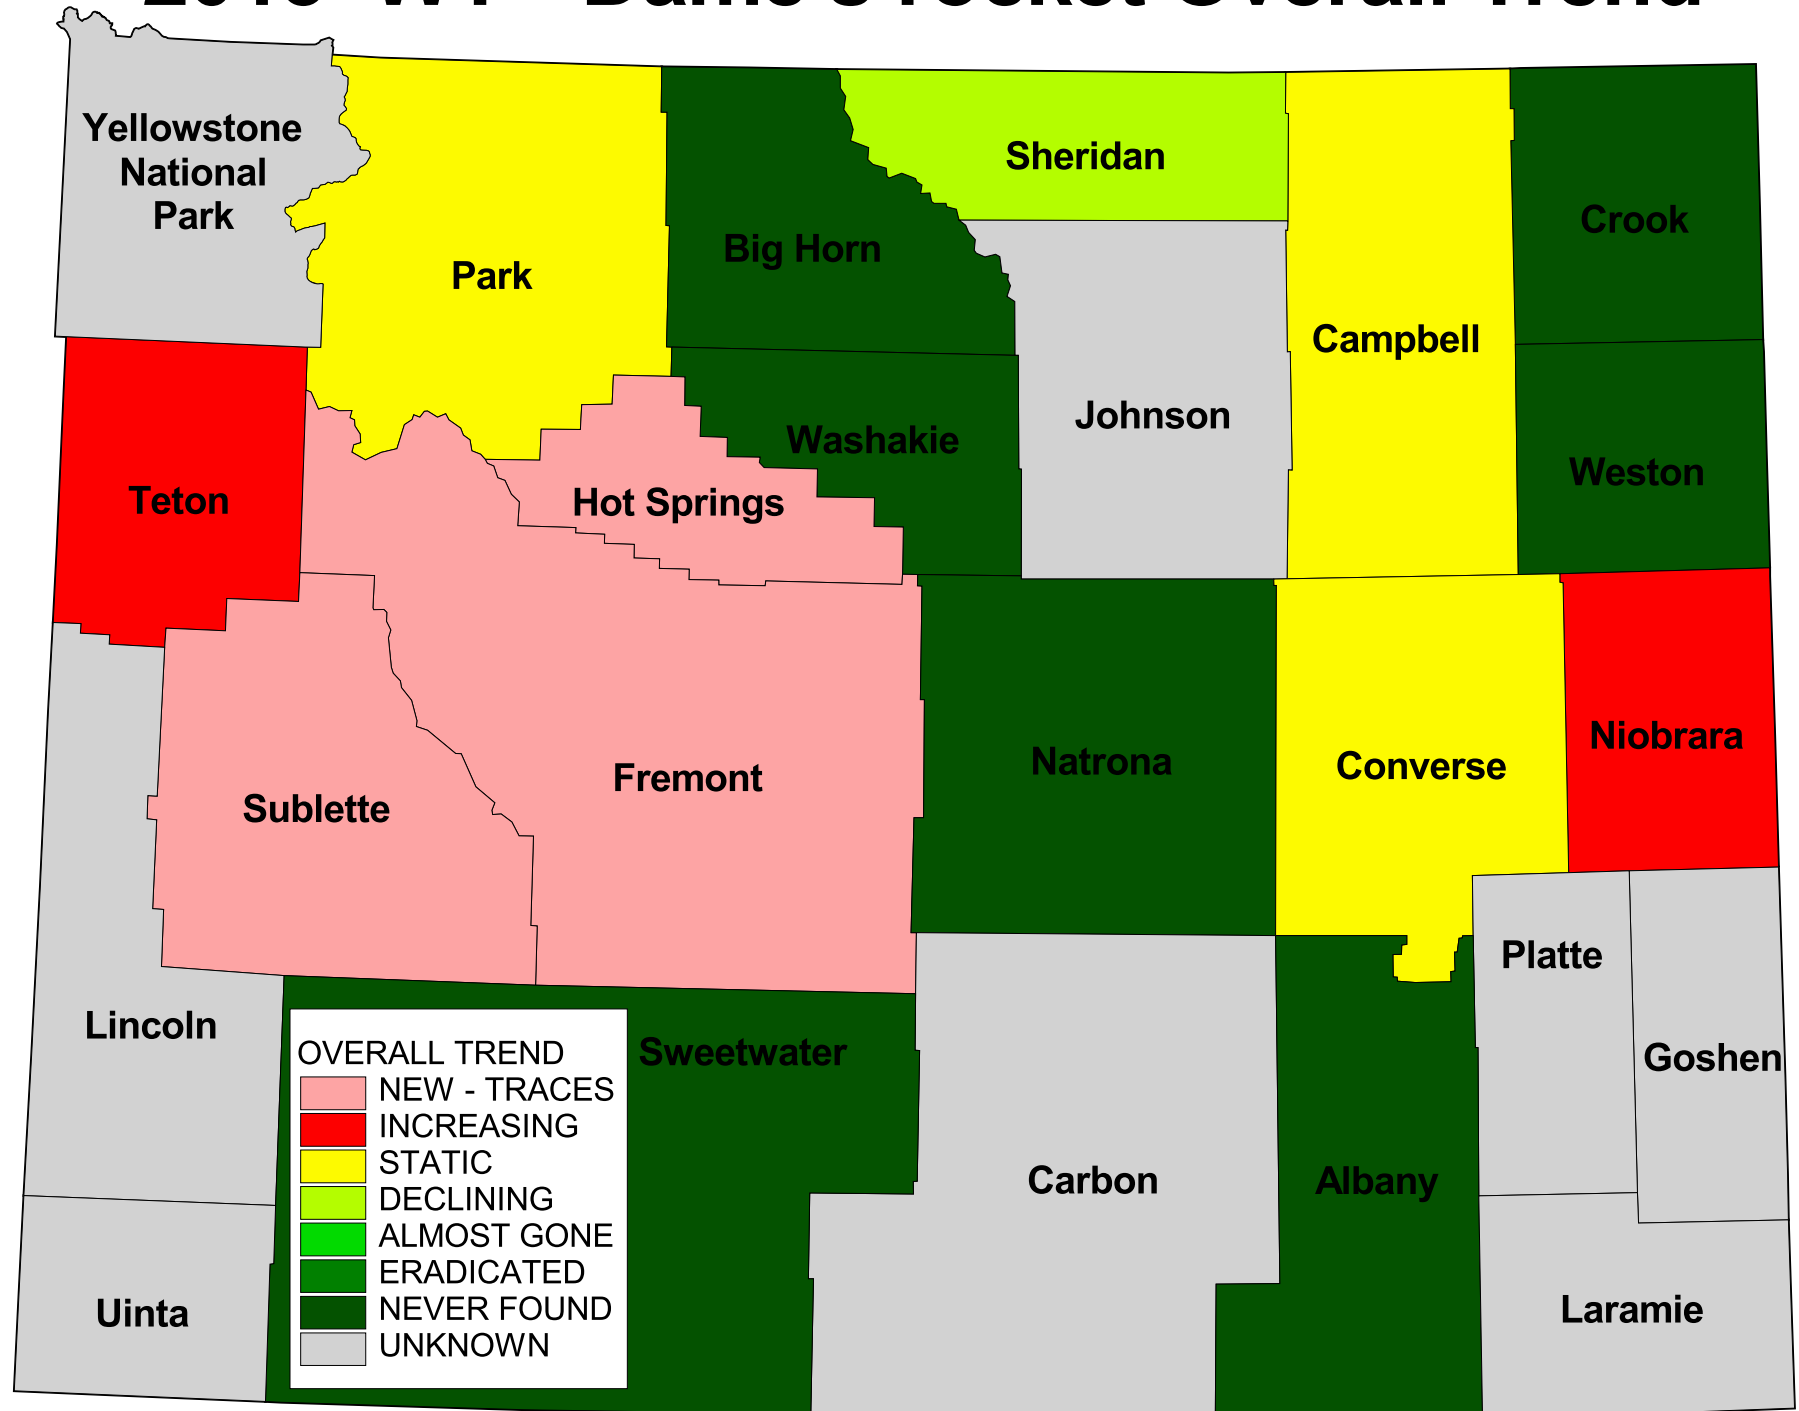 Overall Trend
Yellowstone
National
Park
Sheridan
Crook
Big Horn
Park
Campbell
Johnson
Washakie
Weston
Teton
Hot Springs
Niobrara
Natrona
Converse
Fremont
Sublette
Platte
Lincoln
Sweetwater
Goshen
Carbon
Albany
Uinta
Laramie
OVERALL TREND
NEW - TRACES
INCREASING
STATIC
DECLINING
ALMOST GONE
ERADICATED
NEVER FOUND
UNKNOWN